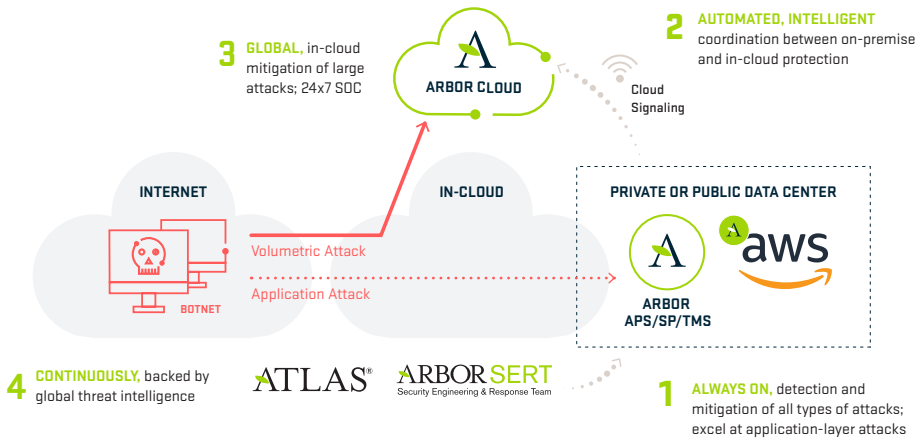 3
GLOBAL, in-cloud
mitigation of large
attacks; 24x7 SOC
A
ARBOR CLOUD
2
AUTOMATED, INTELLIGENT
coordination between on-premise
and in-cloud protection
Cloud
Signaling
INTERNET
BOTNET
Volumetric Attack
Application Attack
IN-CLOUD
PRIVATE OR PUBLIC DATA CENTER
A
ARBOR
APS/SP/TMS
A
aws
4
CONTINUOUSLY, backed by
global threat intelligence
ATLAS®
ARBOR SERT
Security Engineering & Response Team
1
ALWAYS ON, detection and
mitigation of all types of attacks;
excel at application-layer attacks